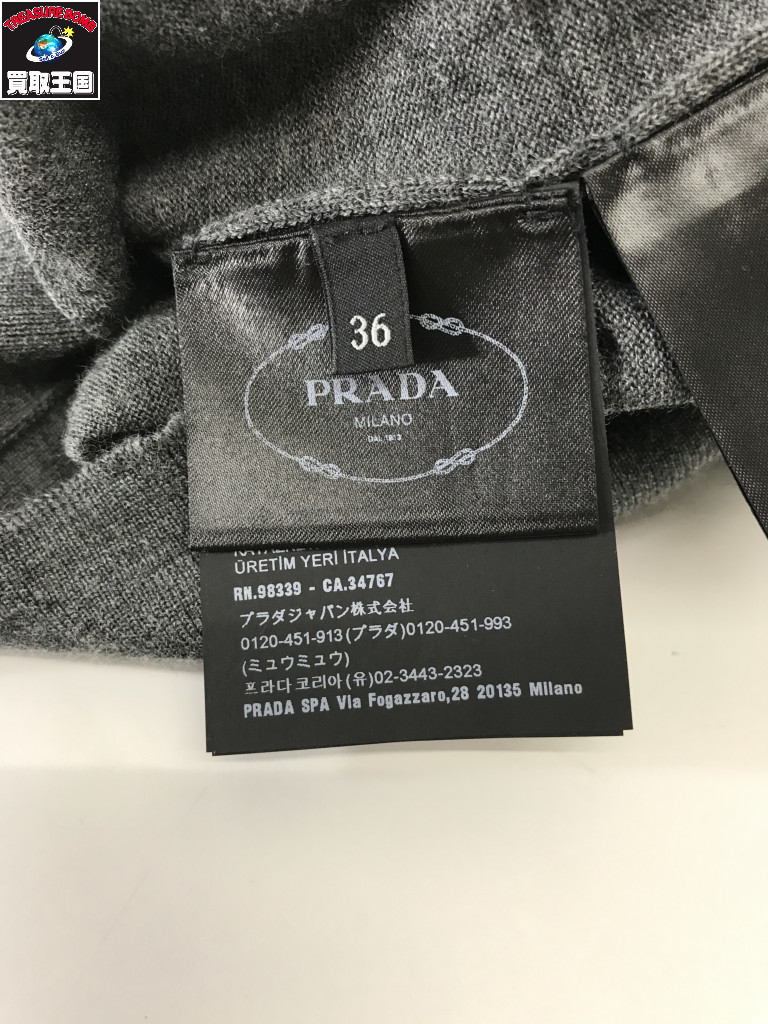 TREASURE BOMB
買取王国
36
PRADA
MILANO
DAL 1913
ÜRETİM YERİ İTALYA
RN.98339 - CA.34767
プラダジャパン株式会社
0120-451-913(プラダ)0120-451-993
(ミュウミュウ)
프라다코리아(유)02-3443-2323
PRADA SPA Via Fogazzaro,28 20135 Milano